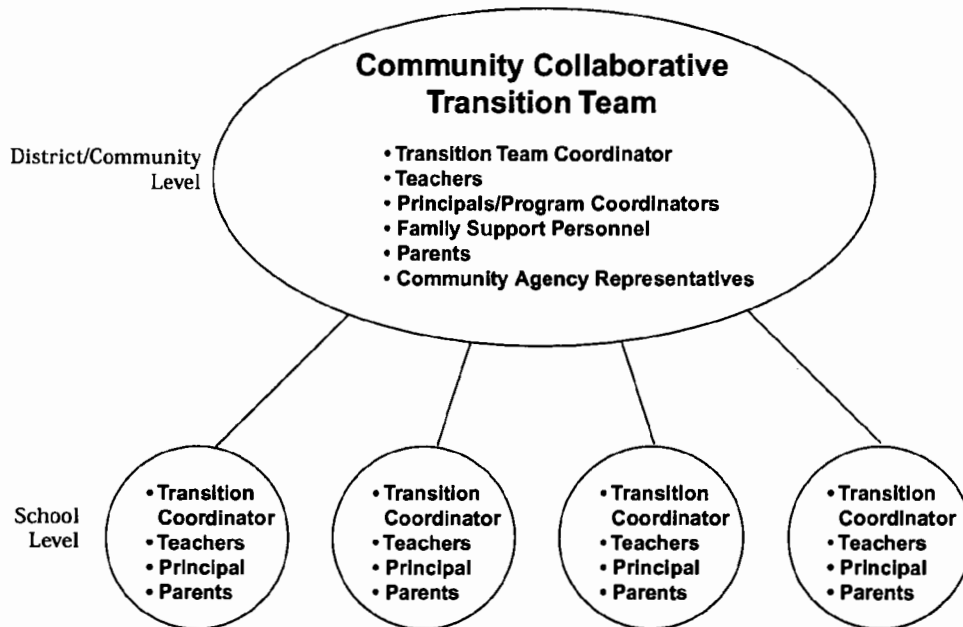 Community Collaborative
Transition Team
District/Community
Level
• Transition Team Coordinator
• Teachers
• Principals/Program Coordinators
• Family Support Personnel
• Parents
• Community Agency Representatives
School
Level
• Transition
Coordinator
• Teachers
• Principal
• Parents
• Transition
Coordinator
• Teachers
• Principal
• Parents
• Transition
Coordinator
• Teachers
• Principal
• Parents
• Transition
Coordinator
• Teachers
• Principal
• Parents